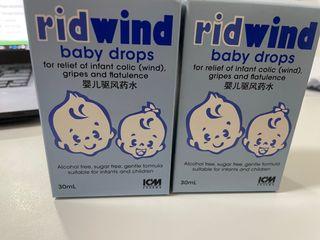 ridwind
baby drops
for relief of infant colic (wind),
gripes and flatulence
婴儿驱风药水
Alcohol free, sugar free, gentle formula
suitable for infants and children
30mL
ICM
PHARMA
ridwind
baby drops
for relief of infant colic (wind),
gripes and flatulence
婴儿驱风药水
Alcohol free, sugar free, gentle formula
suitable for infants and children
30mL
ICM
PHARMA